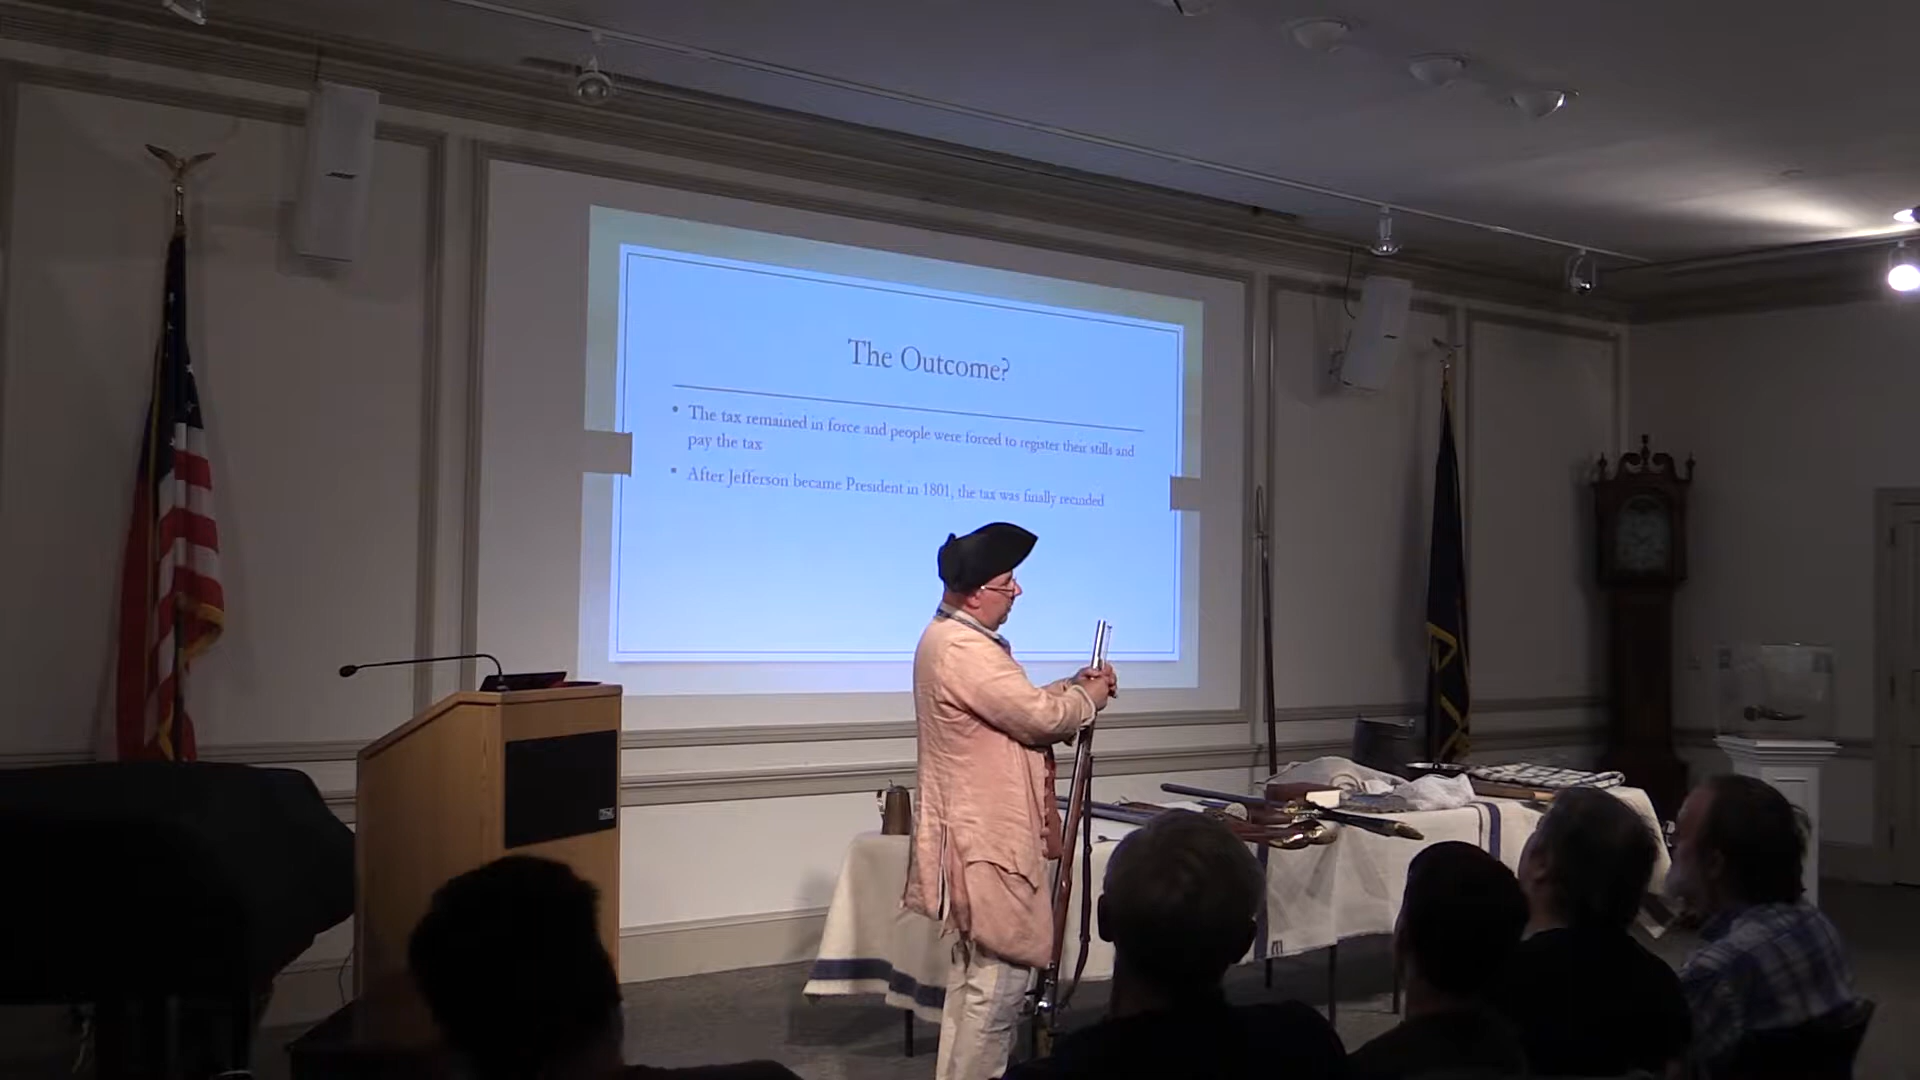 The Outcome?
• The tax remained in force and people were forced to register their stills and
pay the tax
• After Jefferson became President in 1801, the tax was finally recinded